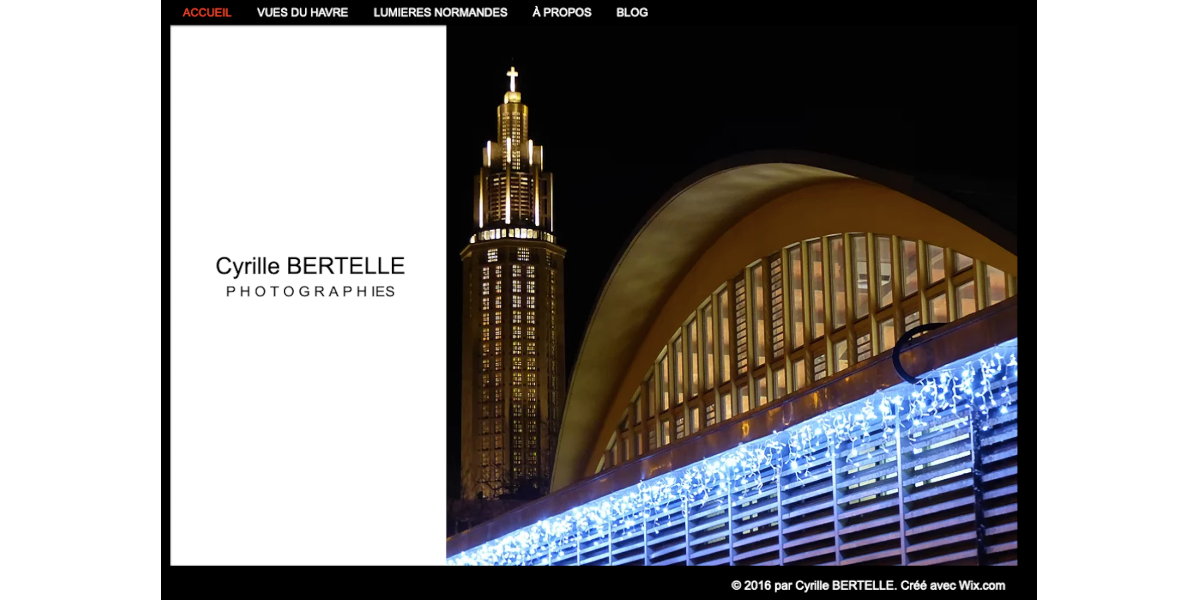 ACCUEIL VUES DU HAVRE LUMIERES NORMANDES À PROPOS BLOG
Cyrille BERTELLE
PHOTOGRAPHIES
© 2016 par Cyrille BERTELLE. Créé avec Wix.com